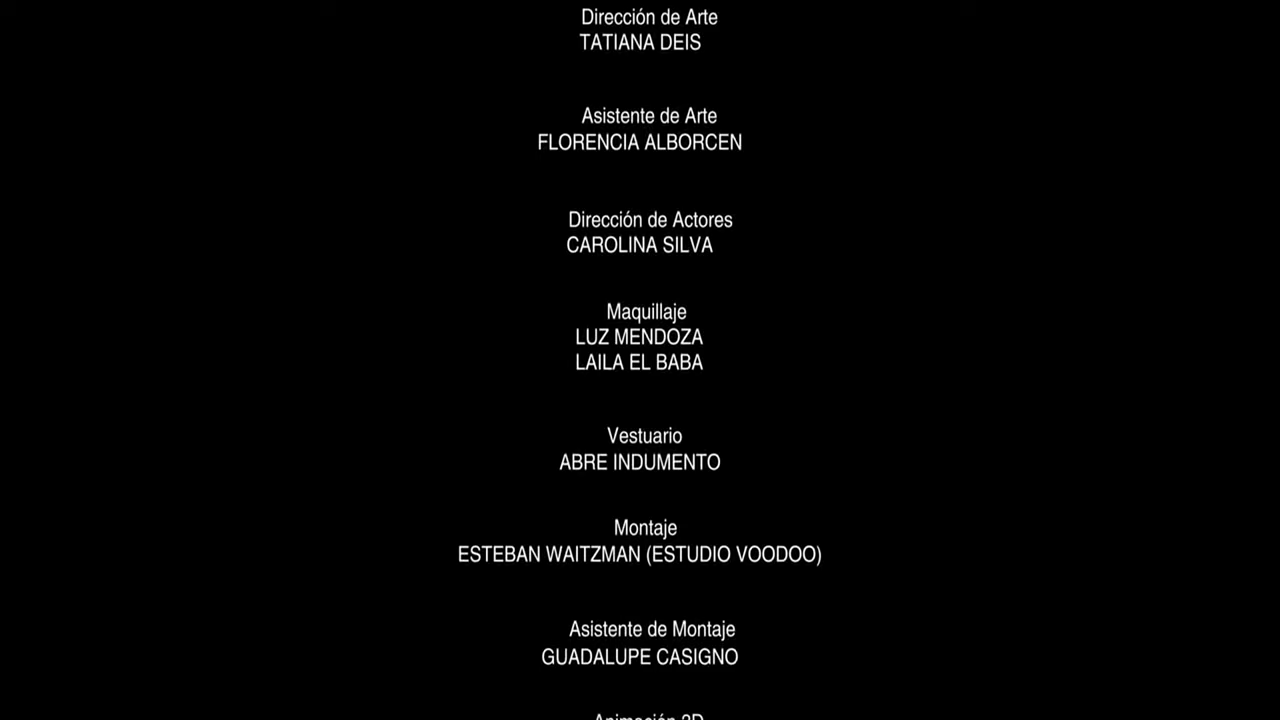 Dirección de Arte
TATIANA DEIS
Asistente de Arte
FLORENCIA ALBORCEN
Dirección de Actores
CAROLINA SILVA
Maquillaje
LUZ MENDOZA
LAILA EL BABA
Vestuario
ABRE INDUMENTO
Montaje
ESTEBAN WAITZMAN (ESTUDIO VOODOO)
Asistente de Montaje
GUADALUPE CASIGNO
Animación